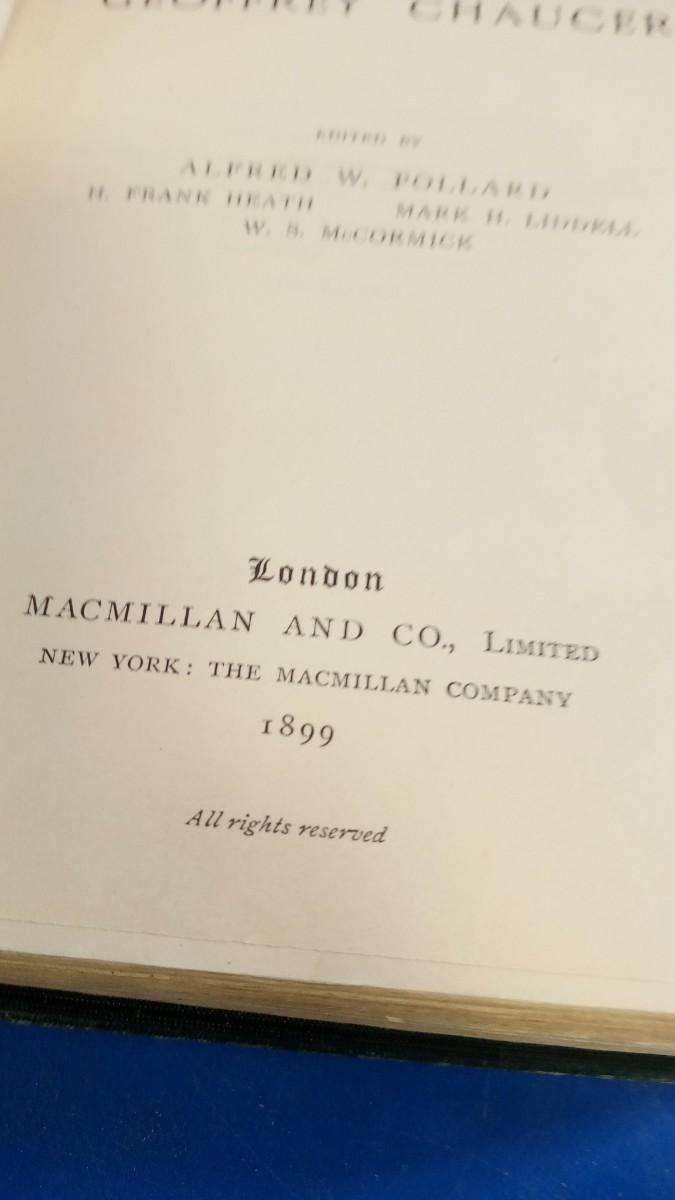 GEOFFREY CHAUCER
EDITED BY
ALFRED W. POLLARD
H. FRANK HEATH MARK H. LIDDELL
W. S. McCORMICK
London
MACMILLAN AND CO., LIMITED
NEW YORK: THE MACMILLAN COMPANY
1899
All rights reserved